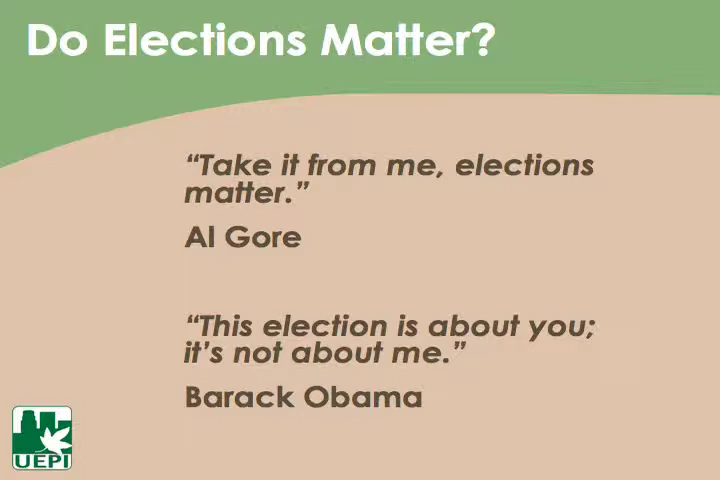 Do Elections Matter?
“Take it from me, elections
matter.”
Al Gore
“This election is about you;
it’s not about me.”
Barack Obama
UEPI